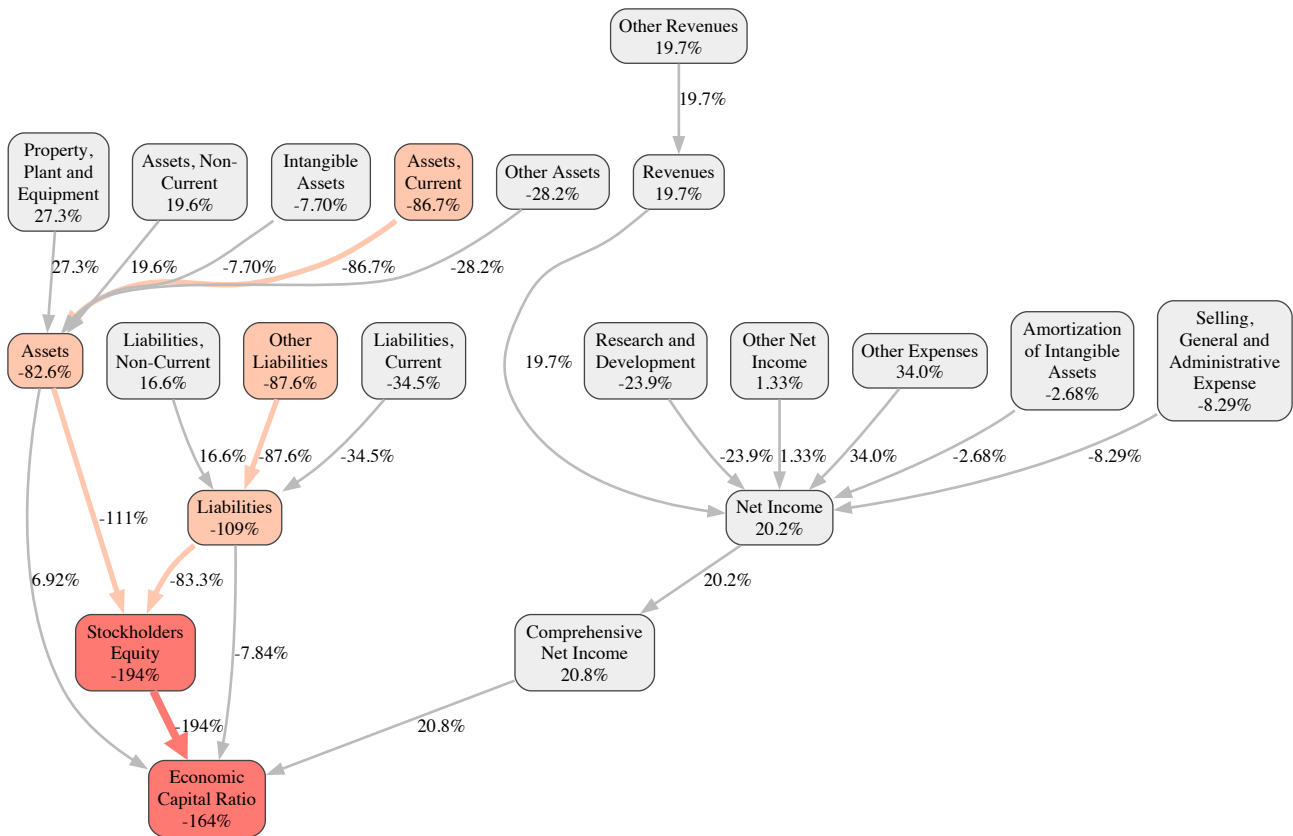 Other Revenues
19.7%
19.7%
Property,
Plant and
Equipment
27.3%
Assets, Non-
Current
19.6%
Intangible
Assets
-7.70%
Assets,
Current
-86.7%
Other Assets
-28.2%
Revenues
19.7%
27.3%
19.6%
-7.70%
-86.7%
-28.2%
Assets
-82.6%
Liabilities,
Non-Current
16.6%
Other
Liabilities
-87.6%
Liabilities,
Current
-34.5%
19.7%
Research and
Development
-23.9%
Other Net
Income
1.33%
Other Expenses
34.0%
Amortization
of Intangible
Assets
-2.68%
Selling,
General and
Administrative
Expense
-8.29%
16.6%
-87.6%
-34.5%
-23.9%
1.33%
34.0%
-2.68%
-8.29%
-111%
Liabilities
-109%
Net Income
20.2%
6.92%
-83.3%
20.2%
Stockholders
Equity
-194%
-7.84%
Comprehensive
Net Income
20.8%
-194%
20.8%
Economic
Capital Ratio
-164%